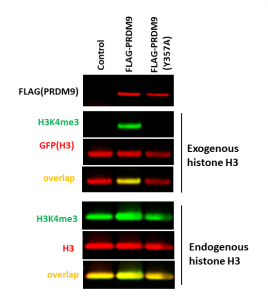 Control
FLAG-PRDM9
FLAG-PRDM9
(Y357A)
FLAG(PRDM9)
H3K4me3
GFP(H3)
overlap
Exogenous
histone H3
H3K4me3
H3
overlap
Endogenous
histone H3